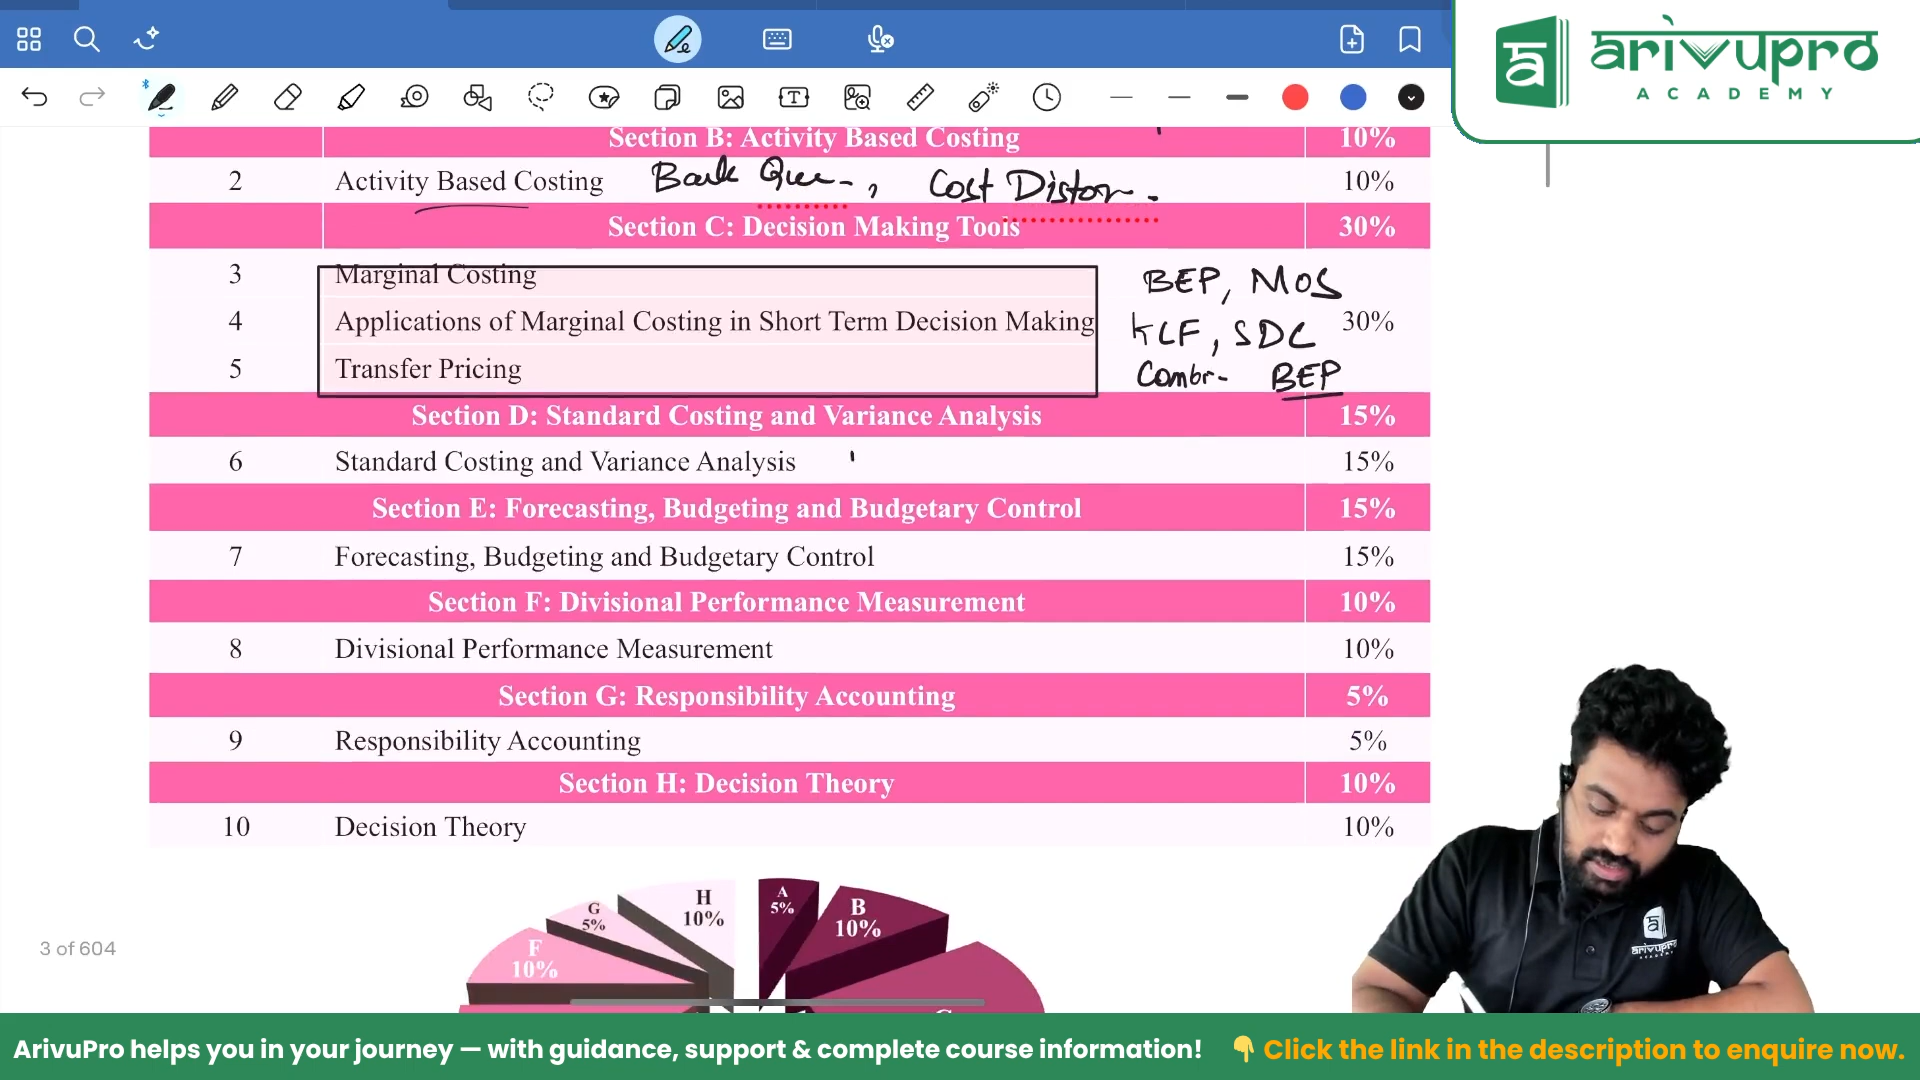 arivupro
ACADEMY
Section B: Activity Based Costing 10%
2 Activity Based Costing Cost Distor 10%
Section C: Decision Making Tools 30%
3 Marginal Costing BEP, MOS
4 Applications of Marginal Costing in Short Term Decision Making KLF, SDC 30%
5 Transfer Pricing BEP
Section D: Standard Costing and Variance Analysis 15%
6 Standard Costing and Variance Analysis 15%
Section E: Forecasting, Budgeting and Budgetary Control 15%
7 Forecasting, Budgeting and Budgetary Control 15%
Section F: Divisional Performance Measurement 10%
8 Divisional Performance Measurement 10%
Section G: Responsibility Accounting 5%
9 Responsibility Accounting 5%
Section H: Decision Theory 10%
10 Decision Theory 10%
H
10%
A
5%
B
10%
G
5%
F
10%
3 of 604
arivupro
ArivuPro helps you in your journey — with guidance, support & complete course information! 👇 Click the link in the description to enquire now.